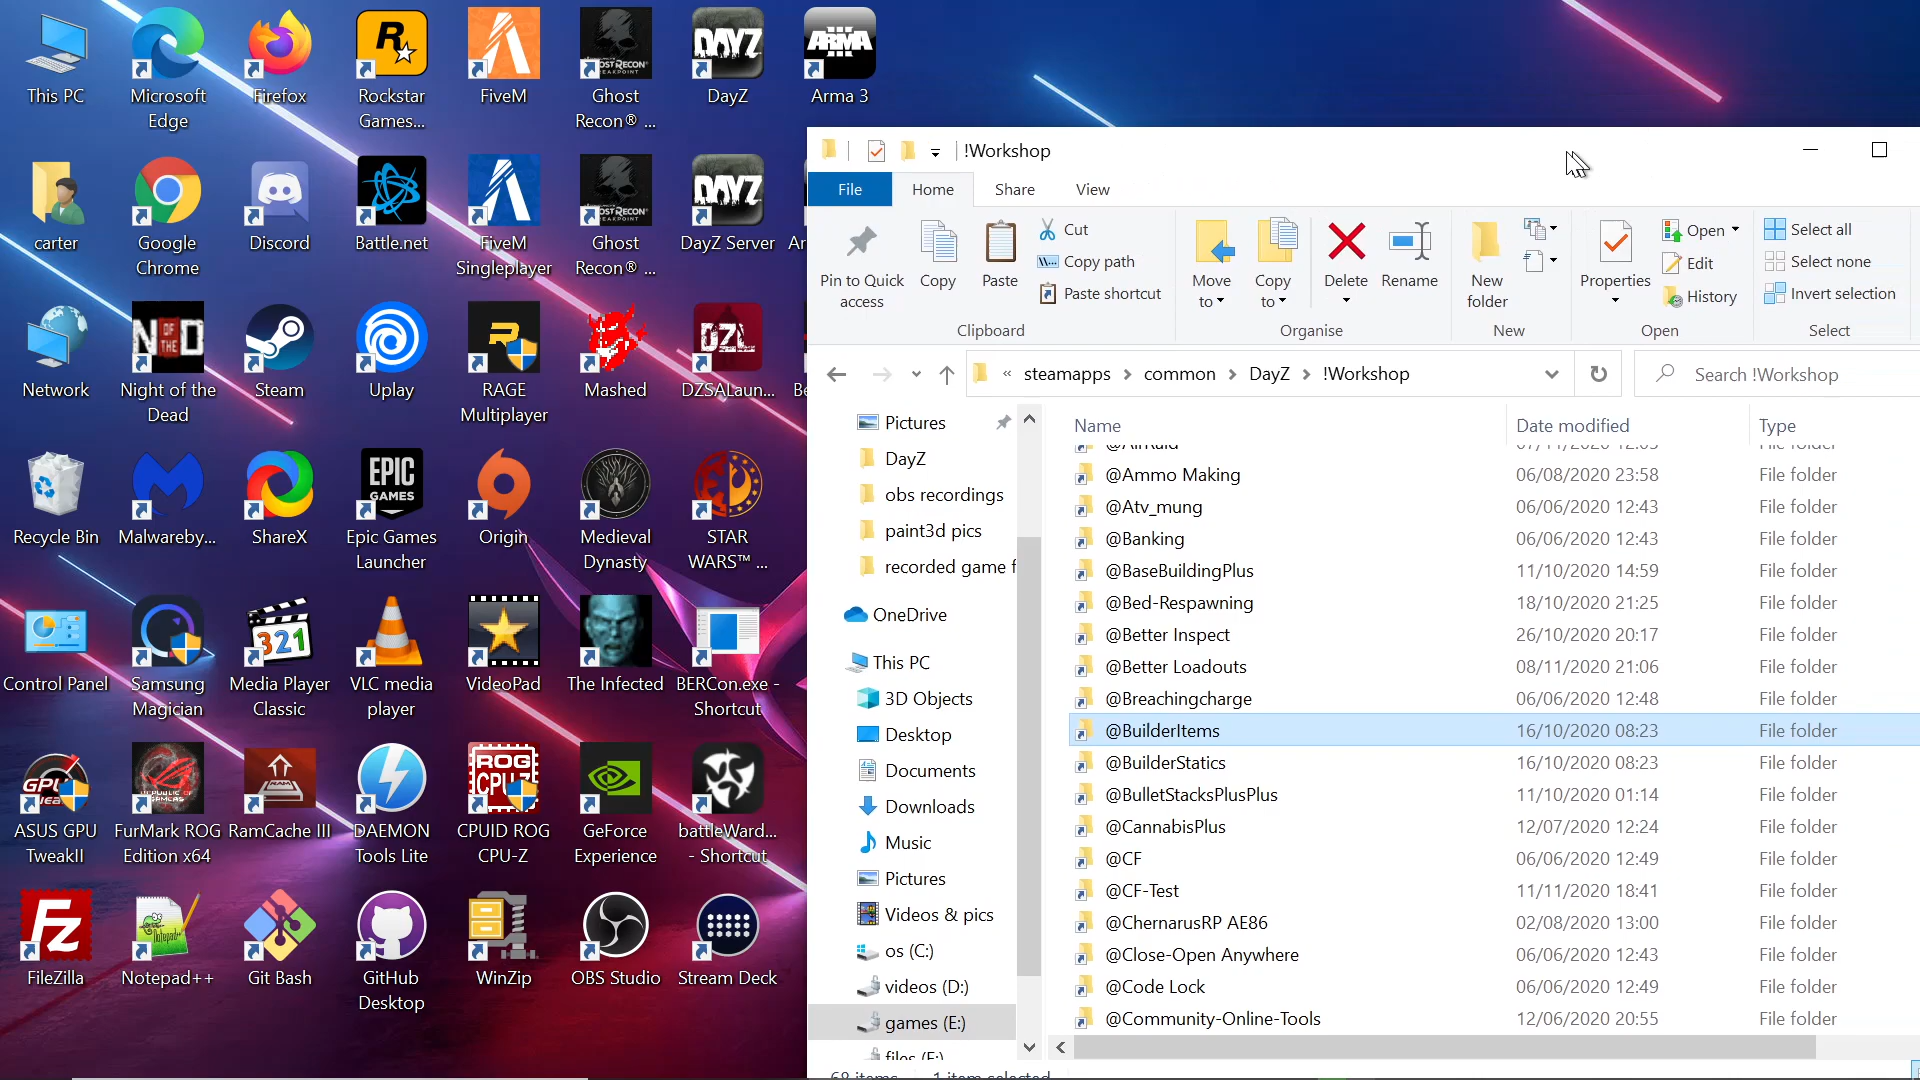 This PC
Microsoft
Edge
Firefox
Rockstar
Games...
FiveM
Ghost
Recon® ...
DayZ
Arma 3
carter
Google
Chrome
Discord
Battle.net
FiveM
Singleplayer
Ghost
Recon® ...
DayZ Server
Network
Night of the
Dead
Steam
Uplay
RAGE
Multiplayer
Mashed
DZSALaun...
Recycle Bin
Malwareby...
ShareX
Epic Games
Launcher
Origin
Medieval
Dynasty
STAR
WARS™ ...
Control Panel
Samsung
Magician
Media Player
Classic
VLC media
player
VideoPad
The Infected
BERCon.exe -
Shortcut
ASUS GPU
TweakII
FurMark ROG
Edition x64
RamCache III
DAEMON
Tools Lite
CPUID ROG
CPU-Z
GeForce
Experience
battleWard...
- Shortcut
FileZilla
Notepad++
Git Bash
GitHub
Desktop
WinZip
OBS Studio
Stream Deck
!Workshop
File Home Share View
Pin to Quick
access
Copy
Paste
Cut
Copy path
Paste shortcut
Clipboard
Move
to
Copy
to
Delete
Rename
Organise
New
folder
New
Properties
Open
Edit
History
Open
Select all
Select none
Invert selection
Select
« steamapps > common > DayZ > !Workshop
Search !Workshop
Pictures
DayZ
obs recordings
paint3d pics
recorded game f
OneDrive
This PC
3D Objects
Desktop
Documents
Downloads
Music
Pictures
Videos & pics
os (C:)
videos (D:)
games (E:)
files (F:)
Name Date modified Type
@Ammo Making 06/08/2020 23:58 File folder
@Atv_mung 06/06/2020 12:43 File folder
@Banking 06/06/2020 12:43 File folder
@BaseBuildingPlus 11/10/2020 14:59 File folder
@Bed-Respawning 18/10/2020 21:25 File folder
@Better Inspect 26/10/2020 20:17 File folder
@Better Loadouts 08/11/2020 21:06 File folder
@Breachingcharge 06/06/2020 12:48 File folder
@BuilderItems 16/10/2020 08:23 File folder
@BuilderStatics 16/10/2020 08:23 File folder
@BulletStacksPlusPlus 11/10/2020 01:14 File folder
@CannabisPlus 12/07/2020 12:24 File folder
@CF 06/06/2020 12:49 File folder
@CF-Test 11/11/2020 18:41 File folder
@ChernarusRP AE86 02/08/2020 13:00 File folder
@Close-Open Anywhere 06/06/2020 12:43 File folder
@Code Lock 06/06/2020 12:49 File folder
@Community-Online-Tools 12/06/2020 20:55 File folder
68 items 1 item selected